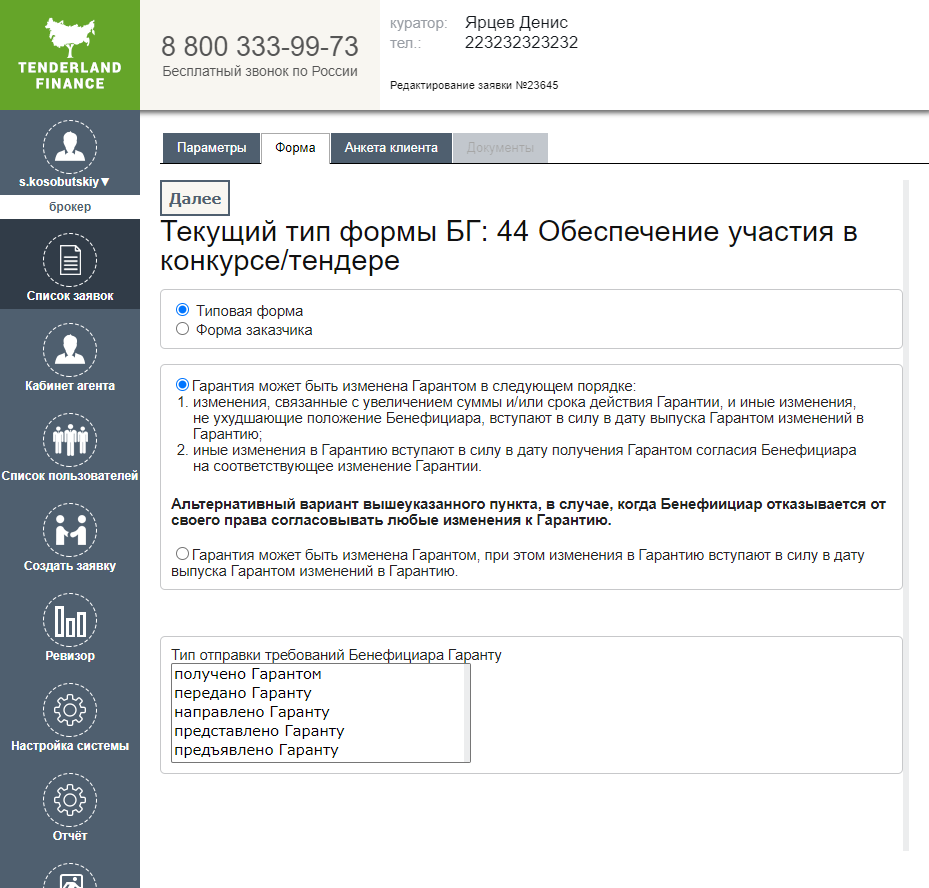 TENDERLAND
FINANCE
8 800 333-99-73
Бесплатный звонок по России
куратор: Ярцев Денис
тел.: 223232323232
Редактирование заявки №23645
s.kosobutskiy▼
брокер
Список заявок
Кабинет агента
Список пользователей
Создать заявку
Ревизор
Настройка системы
Отчёт
Параметры
Форма
Анкета клиента
Документы
Далее
Текущий тип формы БГ: 44 Обеспечение участия в
конкурсе/тендере
Типовая форма
Форма заказчика
Гарантия может быть изменена Гарантом в следующем порядке:
1. изменения, связанные с увеличением суммы и/или срока действия Гарантии, и иные изменения,
не ухудшающие положение Бенефициара, вступают в силу в дату выпуска Гарантом изменений в
Гарантию;
2. иные изменения в Гарантию вступают в силу в дату получения Гарантом согласия Бенефициара
на соответствующее изменение Гарантии.
Альтернативный вариант вышеуказанного пункта, в случае, когда Бенефиициар отказывается от
своего права согласовывать любые изменения к Гарантию.
Гарантия может быть изменена Гарантом, при этом изменения в Гарантию вступают в силу в дату
выпуска Гарантом изменений в Гарантию.
Тип отправки требований Бенефициара Гаранту
получено Гарантом
передано Гаранту
направлено Гаранту
представлено Гаранту
предъявлено Гаранту